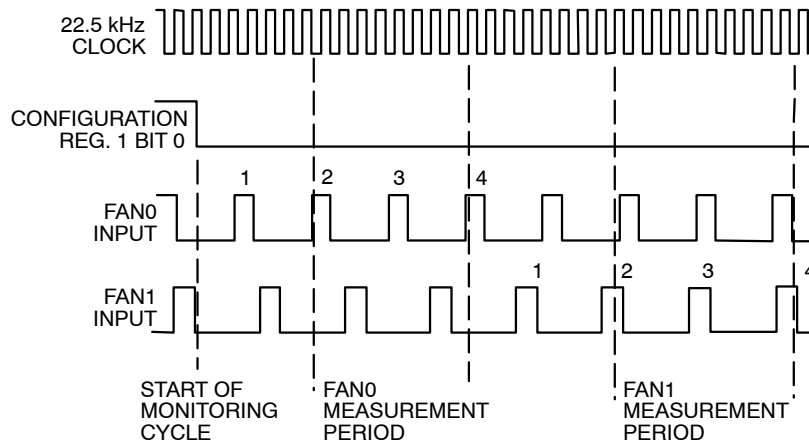 22.5 kHz
CLOCK
CONFIGURATION
REG. 1 BIT 0
1
2
3
4
FAN0
INPUT
1
2
3
4
FAN1
INPUT
START OF
MONITORING
CYCLE
FAN0
MEASUREMENT
PERIOD
FAN1
MEASUREMENT
PERIOD